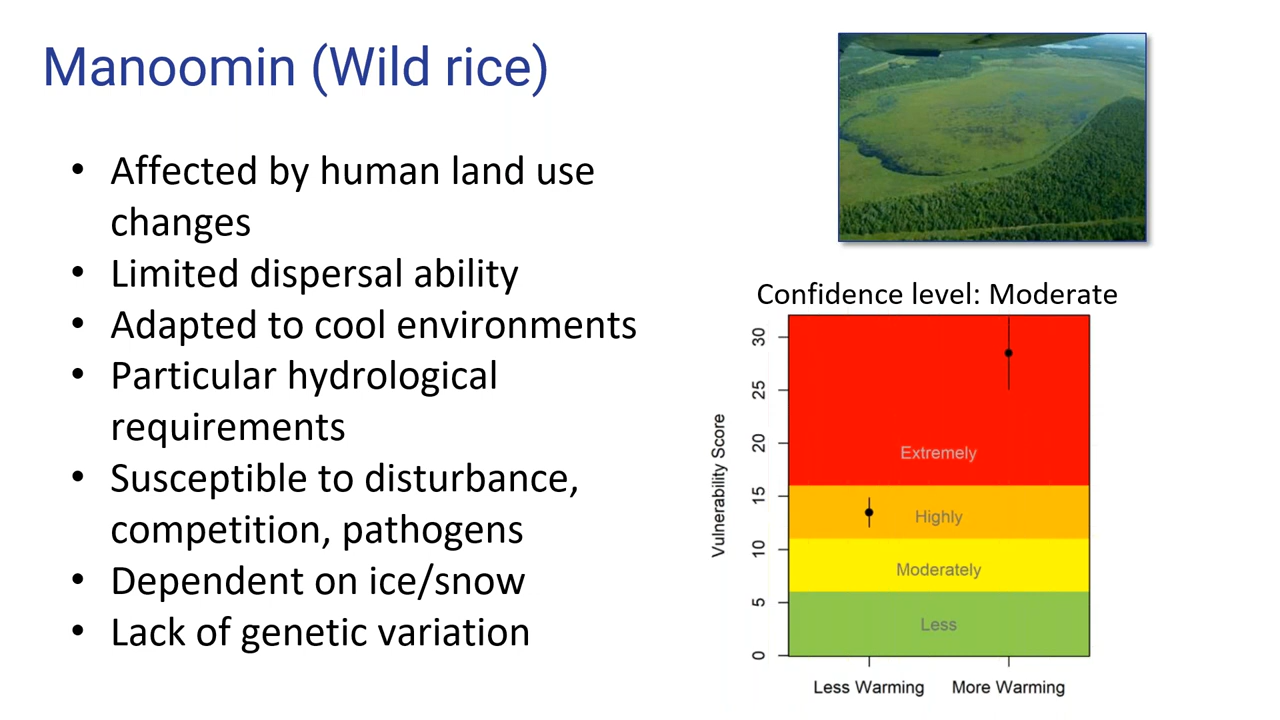 Manoomin (Wild rice)
• Affected by human land use
changes
• Limited dispersal ability
• Adapted to cool environments
• Particular hydrological
requirements
• Susceptible to disturbance,
competition, pathogens
• Dependent on ice/snow
• Lack of genetic variation
Confidence level: Moderate
Vulnerability Score
30
25
20
15
10
5
0
Extremely
Highly
Moderately
Less
Less Warming
More Warming